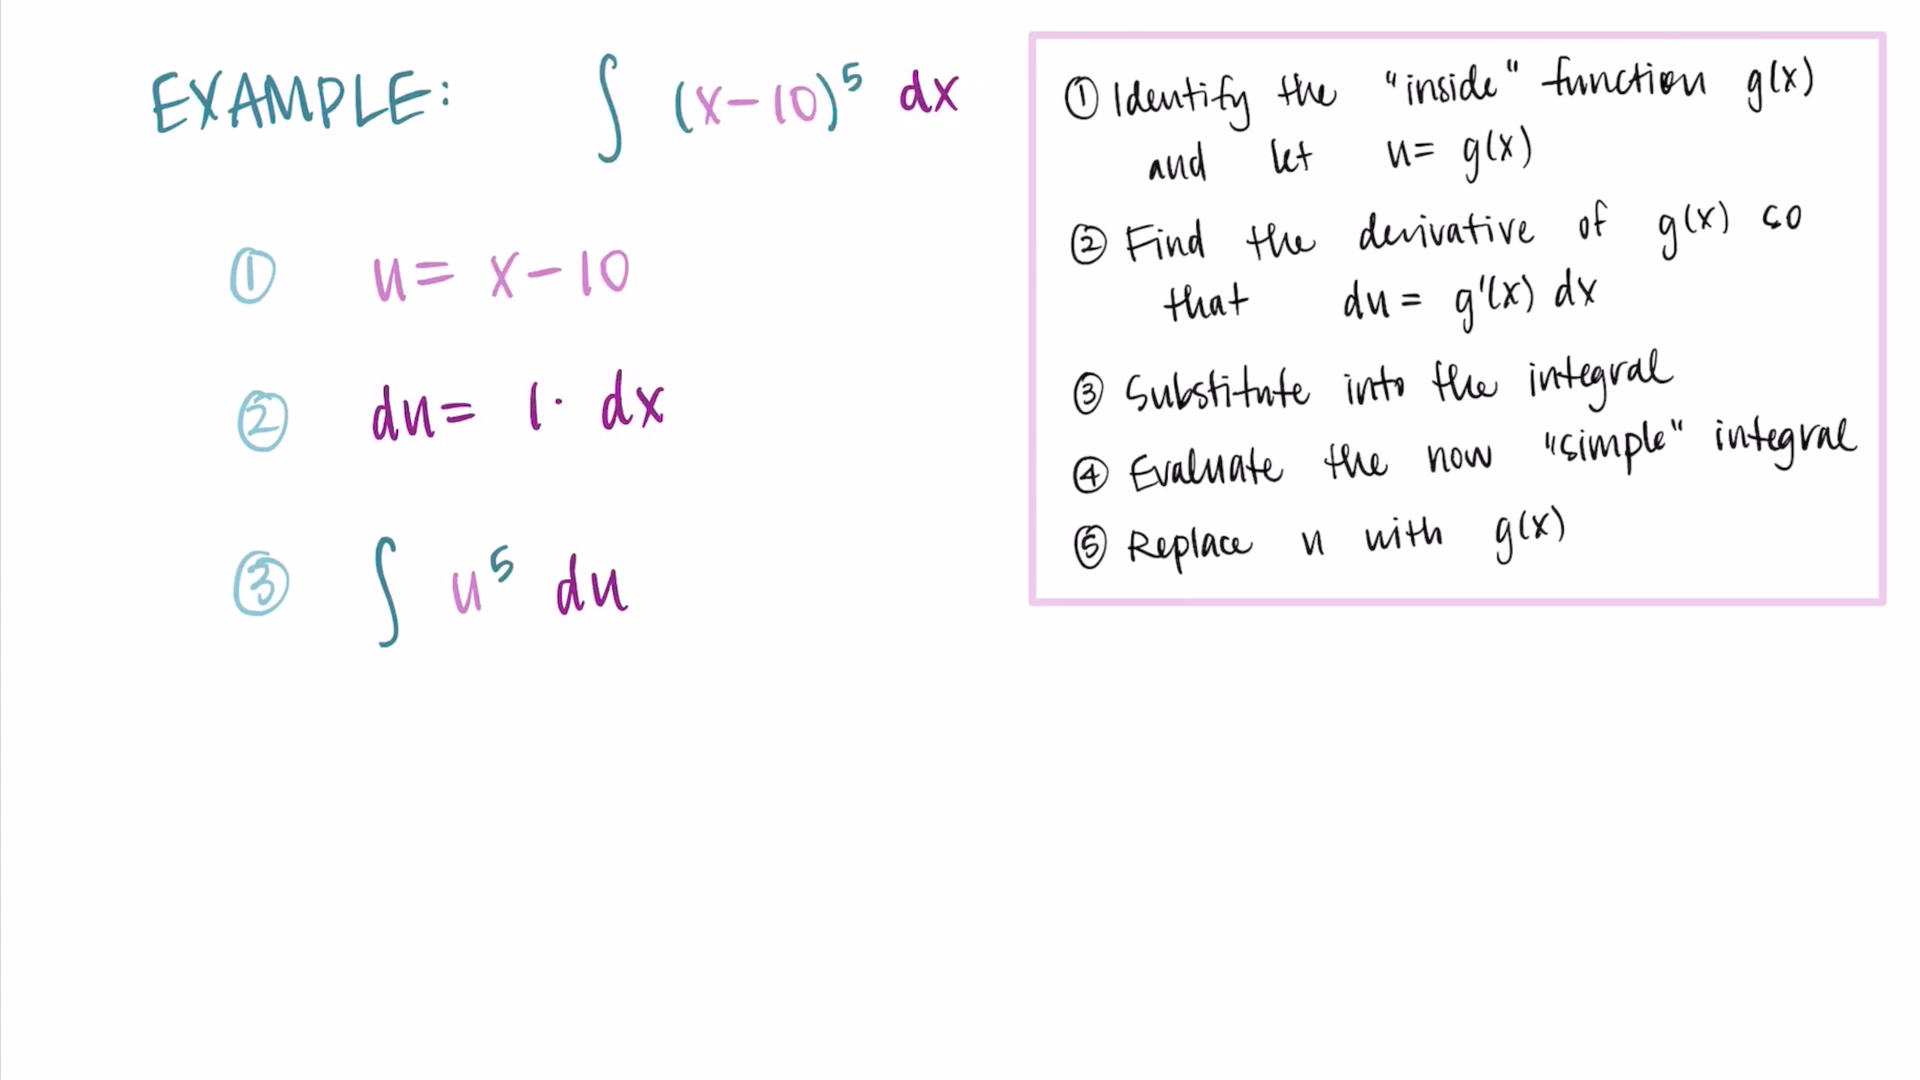 EXAMPLE: ∫ (x-10)⁵ dx
① u = x-10
② du = 1· dx
③ ∫ u⁵ du
① Identify the "inside" function g(x)
and let u = g(x)
② Find the derivative of g(x) so
that du = g'(x) dx
③ Substitute into the integral
④ Evaluate the now "simple" integral
⑤ Replace u with g(x)